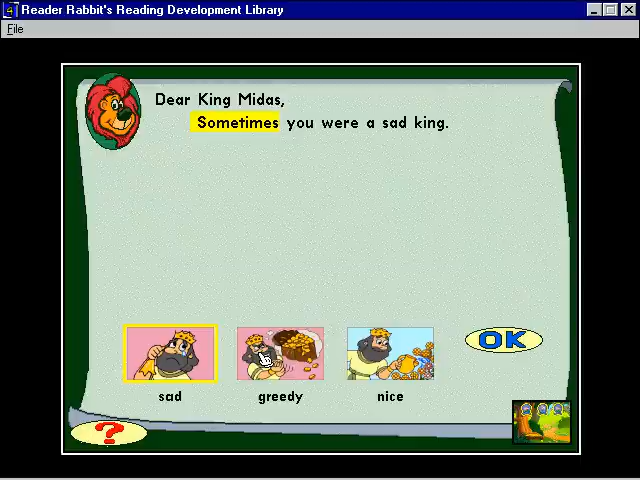 Reader Rabbit's Reading Development Library
File
Dear King Midas,
Sometimes you were a sad king.
OK
sad
greedy
nice
?